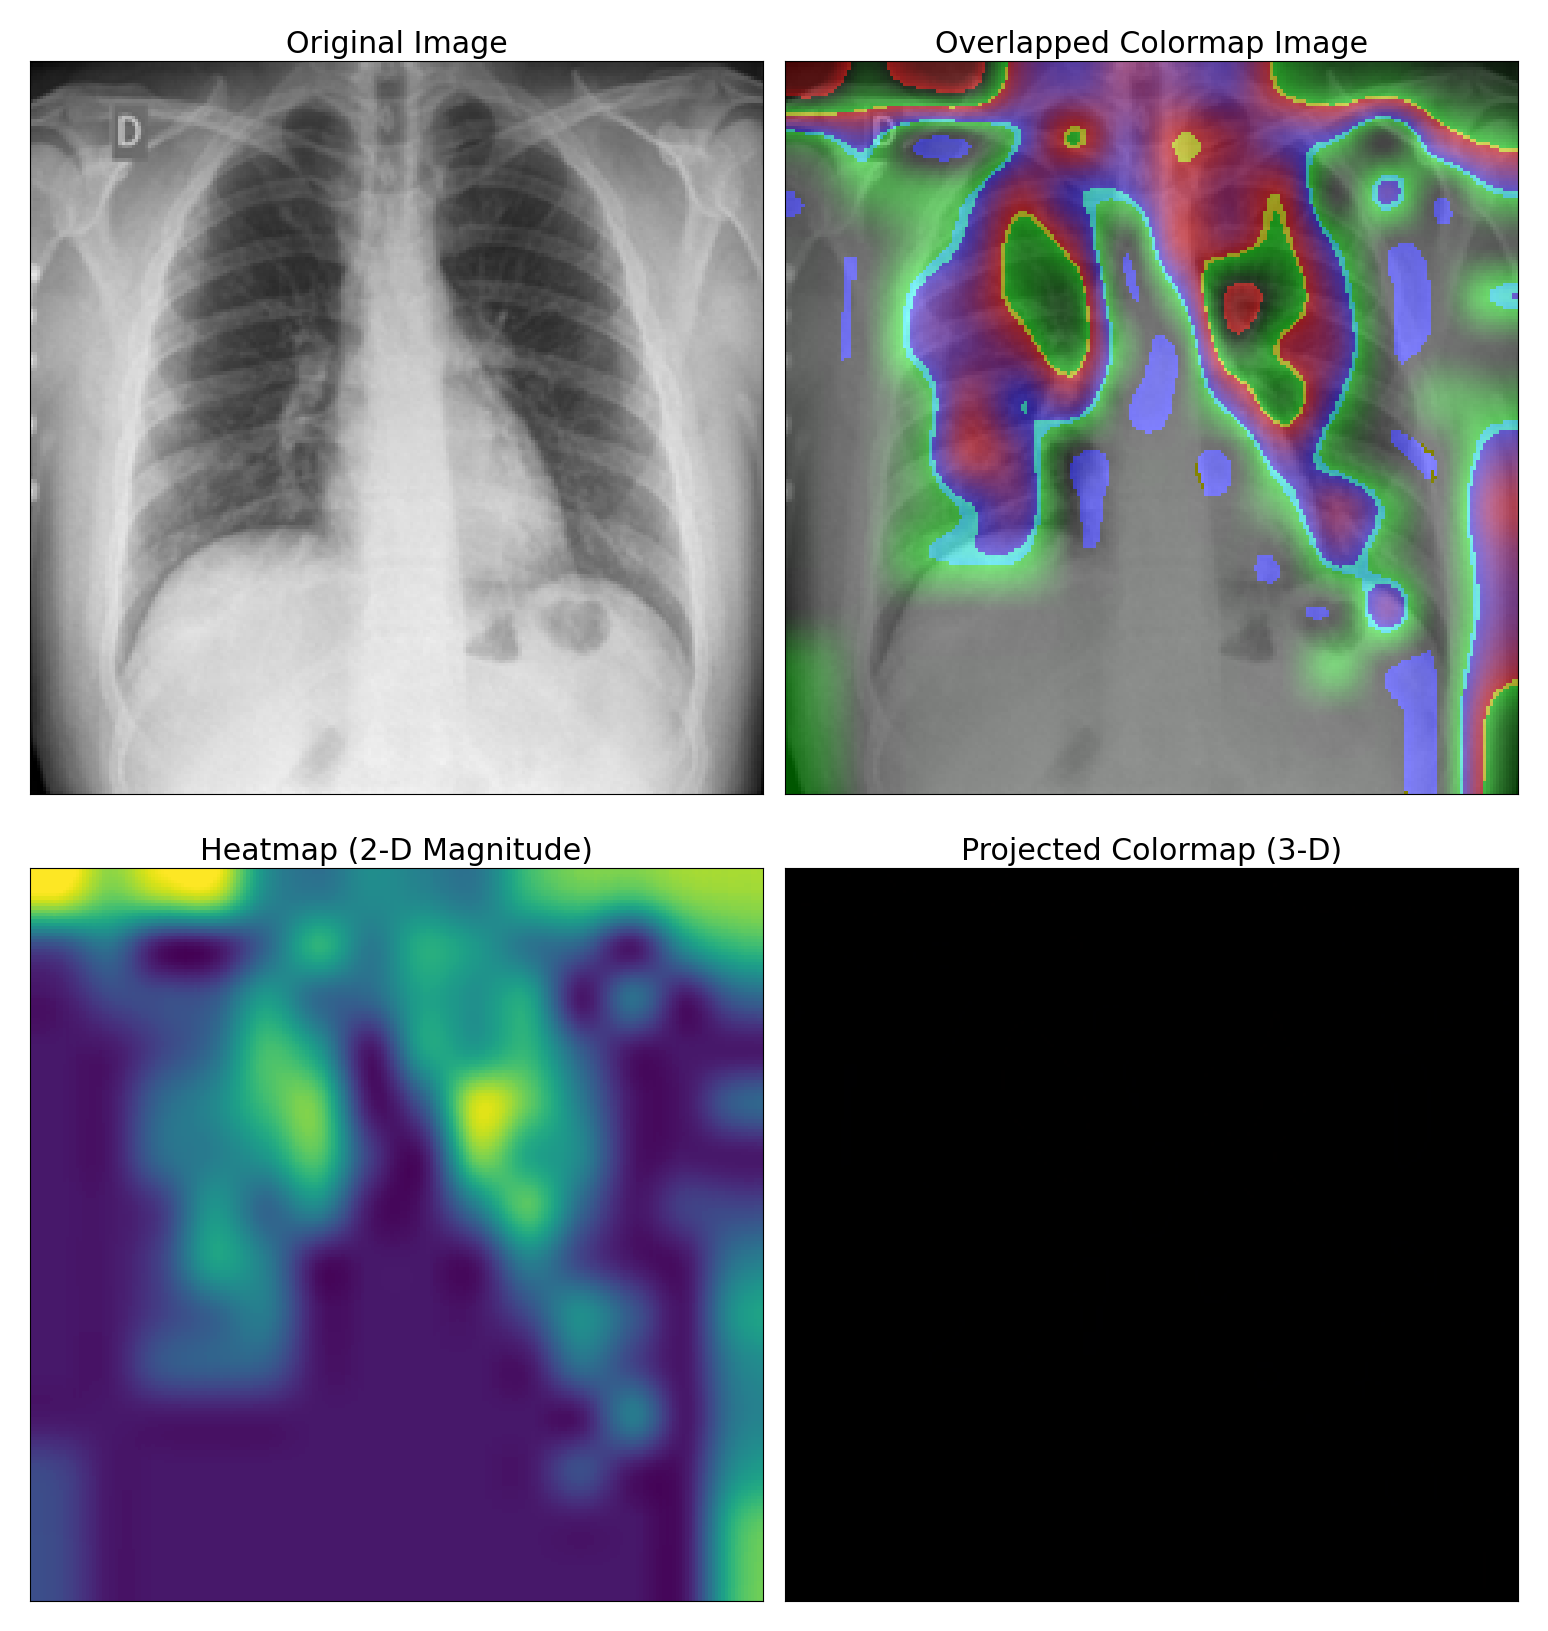 Original Image
Overlapped Colormap Image
D
D
Heatmap (2-D Magnitude)
Projected Colormap (3-D)